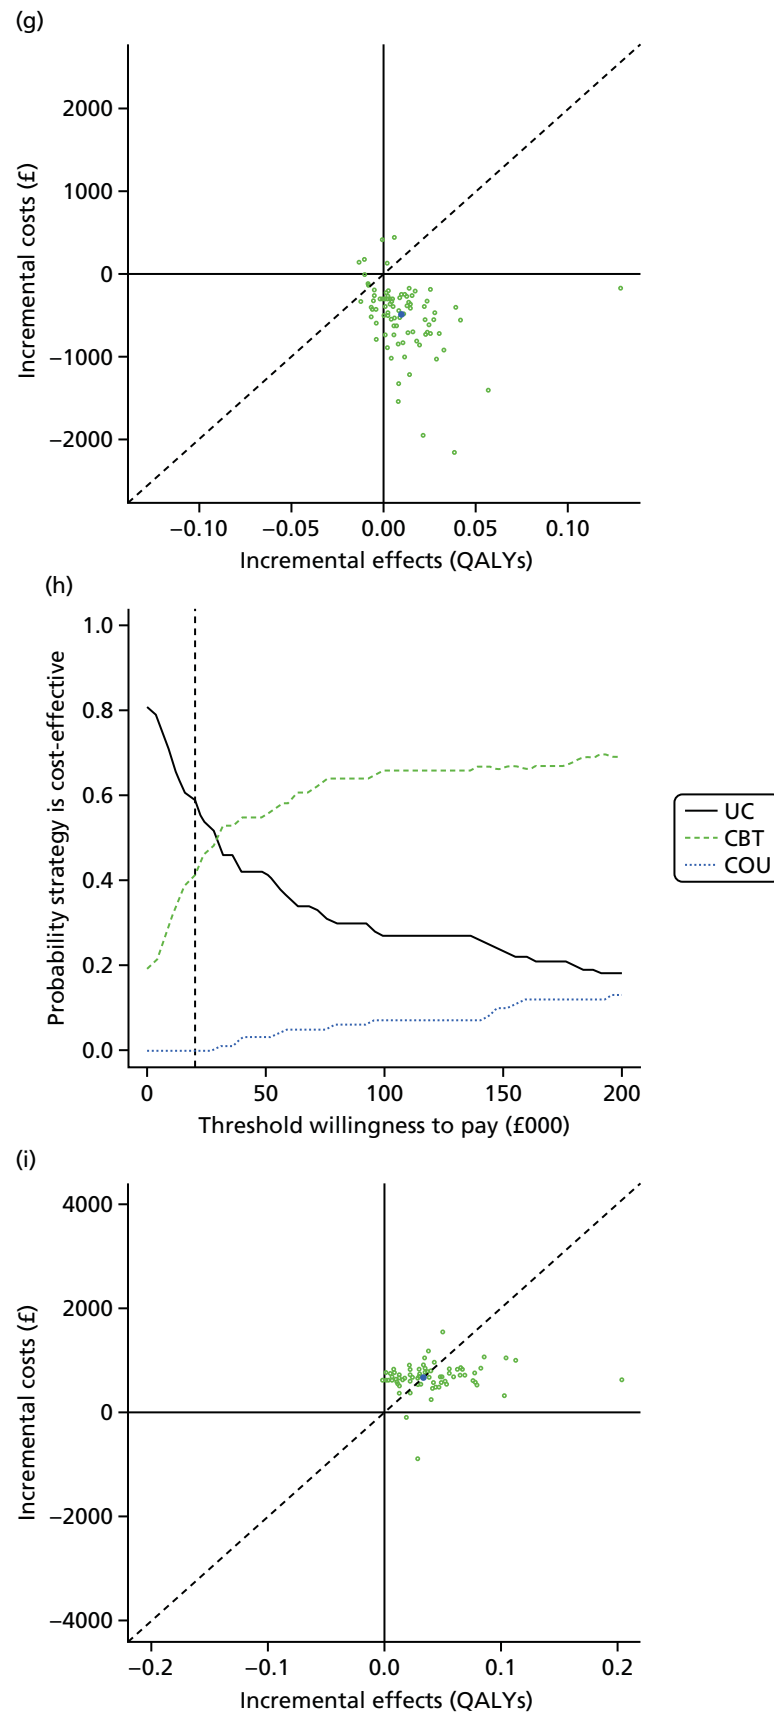 (g)
2000
1000
0
−1000
−2000
Incremental costs (£)
−0.10 −0.05 0.00 0.05 0.10
Incremental effects (QALYs)
(h)
1.0
0.8
0.6
0.4
0.2
0.0
Probability strategy is cost-effective
0 50 100 150 200
Threshold willingness to pay (£000)
UC
CBT
COU
(i)
4000
2000
0
−2000
−4000
Incremental costs (£)
−0.2 −0.1 0.0 0.1 0.2
Incremental effects (QALYs)